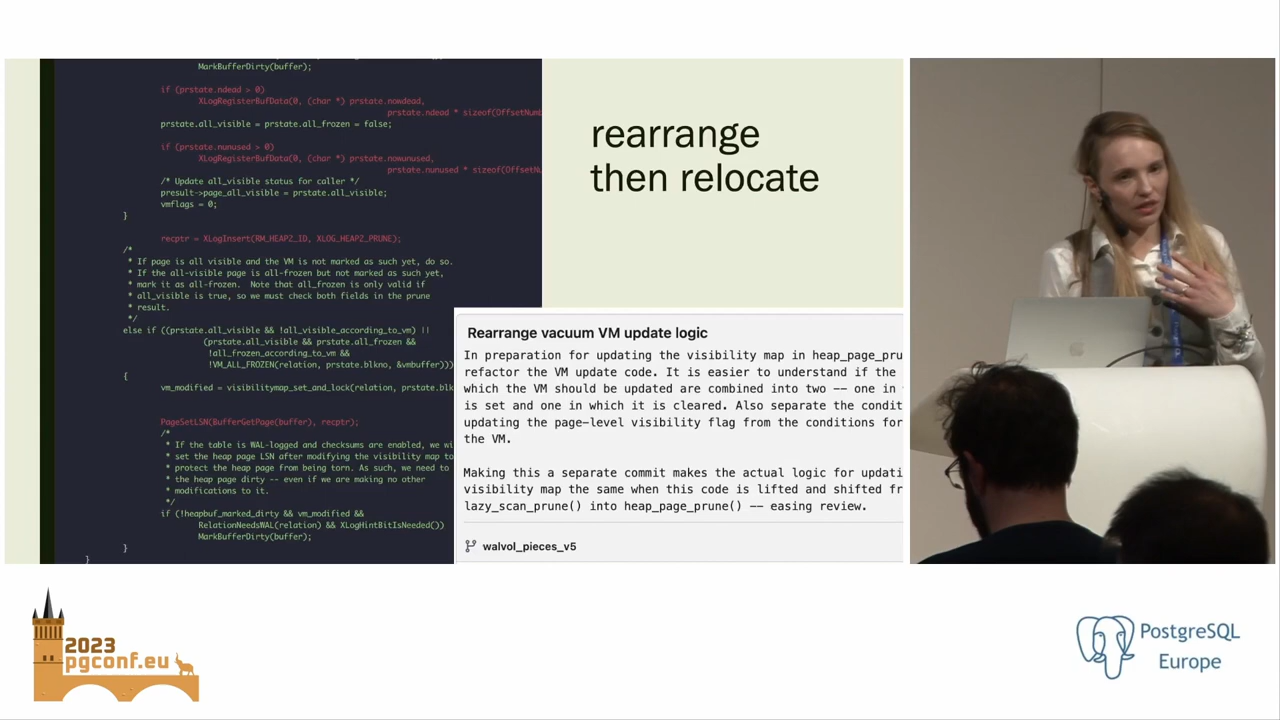 MarkBufferDirty(buffer);
if (prstate.ndead > 0)
XLogRegisterBufData(0, (char *) prstate.nowdead,
prstate.ndead * sizeof(OffsetNumb
prstate.all_visible = prstate.all_frozen = false;
if (prstate.nunused > 0)
XLogRegisterBufData(0, (char *) prstate.nowunused,
prstate.nunused * sizeof(OffsetNu
/* Update all_visible status for caller */
presult->page_all_visible = prstate.all_visible;
vmflags = 0;
}
recptr = XLogInsert(RM_HEAP2_ID, XLOG_HEAP2_PRUNE);
/*
* If page is all visible and the VM is not marked as such yet, do so.
* If the all-visible page is all-frozen but not marked as such yet,
* mark it as all-frozen.  Note that all_frozen is only valid if
* all_visible is true, so we must check both fields in the prune
* result.
*/
else if ((prstate.all_visible && !all_visible_according_to_vm) ||
(prstate.all_visible && prstate.all_frozen &&
!all_frozen_according_to_vm &&
!VM_ALL_FROZEN(relation, prstate.blkno, &vmbuffer)))
{
vm_modified = visibilitymap_set_and_lock(relation, prstate.blk
PageSetLSN(BufferGetPage(buffer), recptr);
/*
* If the table is WAL-logged and checksums are enabled, we wi
* set the heap page LSN after modifying the visibility map to
* protect the heap page from being torn. As such, we need to
* the heap page dirty -- even if we are making no other
* modifications to it.
*/
if (!heapbuf_marked_dirty && vm_modified &&
RelationNeedsWAL(relation) && XLogHintBitIsNeeded())
MarkBufferDirty(buffer);
}
}
rearrange
then relocate
Rearrange vacuum VM update logic
In preparation for updating the visibility map in heap_page_pru
refactor the VM update code. It is easier to understand if the
which the VM should be updated are combined into two -- one in
is set and one in which it is cleared. Also separate the condit
updating the page-level visibility flag from the conditions for
the VM.
Making this a separate commit makes the actual logic for updati
visibility map the same when this code is lifted and shifted fr
lazy_scan_prune() into heap_page_prune() -- easing review.
walvol_pieces_v5
2023
pgconf.eu
PostgreSQL
Europe